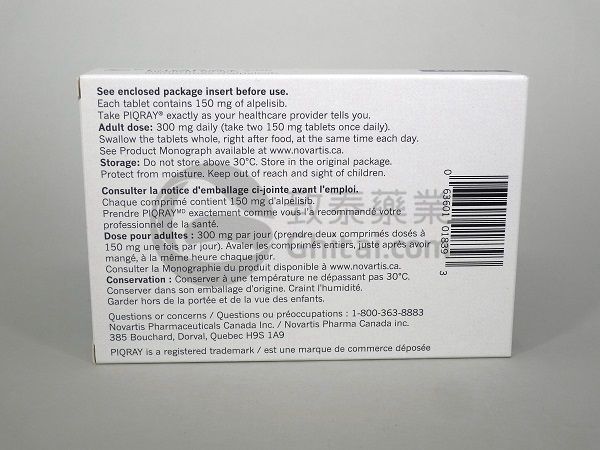 See enclosed package insert before use.
Each tablet contains 150 mg of alpelisib.
Take PIQRAY® exactly as your healthcare provider tells you.
Adult dose: 300 mg daily (take two 150 mg tablets once daily).
Swallow the tablets whole, right after food, at the same time each day.
See Product Monograph available at www.novartis.ca.
Storage: Do not store above 30°C. Store in the original package.
Protect from moisture. Keep out of reach and sight of children.
Consulter la notice d'emballage ci-jointe avant l'emploi.
Chaque comprimé contient 150 mg d'alpelisib.
Prendre PIQRAYᴹᴰ exactement comme vous l'a recommandé votre
professionnel de la santé.
Dose pour adultes : 300 mg par jour (prendre deux comprimés dosés à
150 mg une fois par jour). Avaler les comprimés entiers, juste après avoir
mangé, à la même heure chaque jour.
Consulter la Monographie du produit disponible à www.novartis.ca.
Conservation : Conserver à une température ne dépassant pas 30°C.
Conserver dans son emballage d'origine. Craint l'humidité.
Garder hors de la portée et de la vue des enfants.
Questions or concerns / Questions ou préoccupations : 1-800-363-8883
Novartis Pharmaceuticals Canada Inc. / Novartis Pharma Canada inc.
385 Bouchard, Dorval, Quebec H9S 1A9
PIQRAY is a registered trademark / est une marque de commerce déposée
0 63601 01839 3
致泰藥業